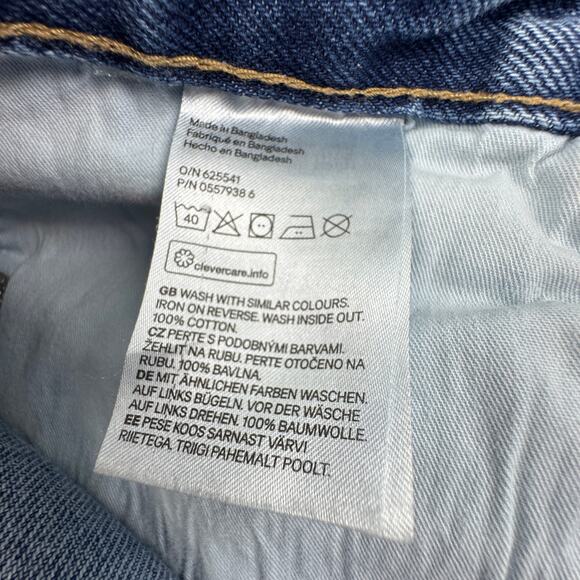 Made in Bangladesh
Fabriqué en Bangladesh
Hecho en Bangladesh
O/N 625541
P/N 0557938 6
40
clevercare.info
GB WASH WITH SIMILAR COLOURS.
IRON ON REVERSE. WASH INSIDE OUT.
100% COTTON.
CZ PERTE S PODOBNÝMI BARVAMI.
ŽEHLIT NA RUBU. PERTE OTOČENO NA
RUBU. 100% BAVLNA.
DE MIT ÄHNLICHEN FARBEN WASCHEN.
AUF LINKS BÜGELN. VOR DER WÄSCHE
AUF LINKS DREHEN. 100% BAUMWOLLE.
EE PESE KOOS SARNAST VÄRVI
RIIETEGA. TRIIGI PAHEMALT POOLT.